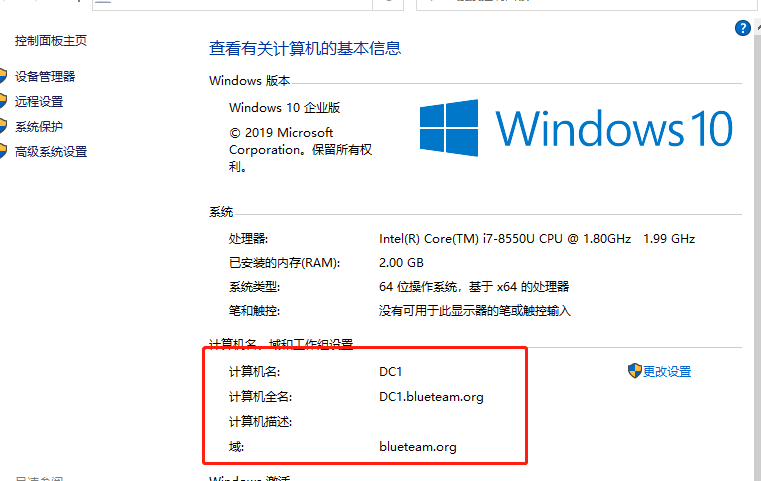 控制面板主页
设备管理器
远程设置
系统保护
高级系统设置
查看有关计算机的基本信息
Windows 版本
Windows 10 企业版
© 2019 Microsoft
Corporation。保留所有权
利。
Windows 10
系统
处理器: Intel(R) Core(TM) i7-8550U CPU @ 1.80GHz 1.99 GHz
已安装的内存(RAM): 2.00 GB
系统类型: 64 位操作系统, 基于 x64 的处理器
笔和触控: 没有可用于此显示器的笔或触控输入
计算机名、域和工作组设置
计算机名: DC1
更改设置
计算机全名: DC1.blueteam.org
计算机描述:
域: blueteam.org
Windows 激活